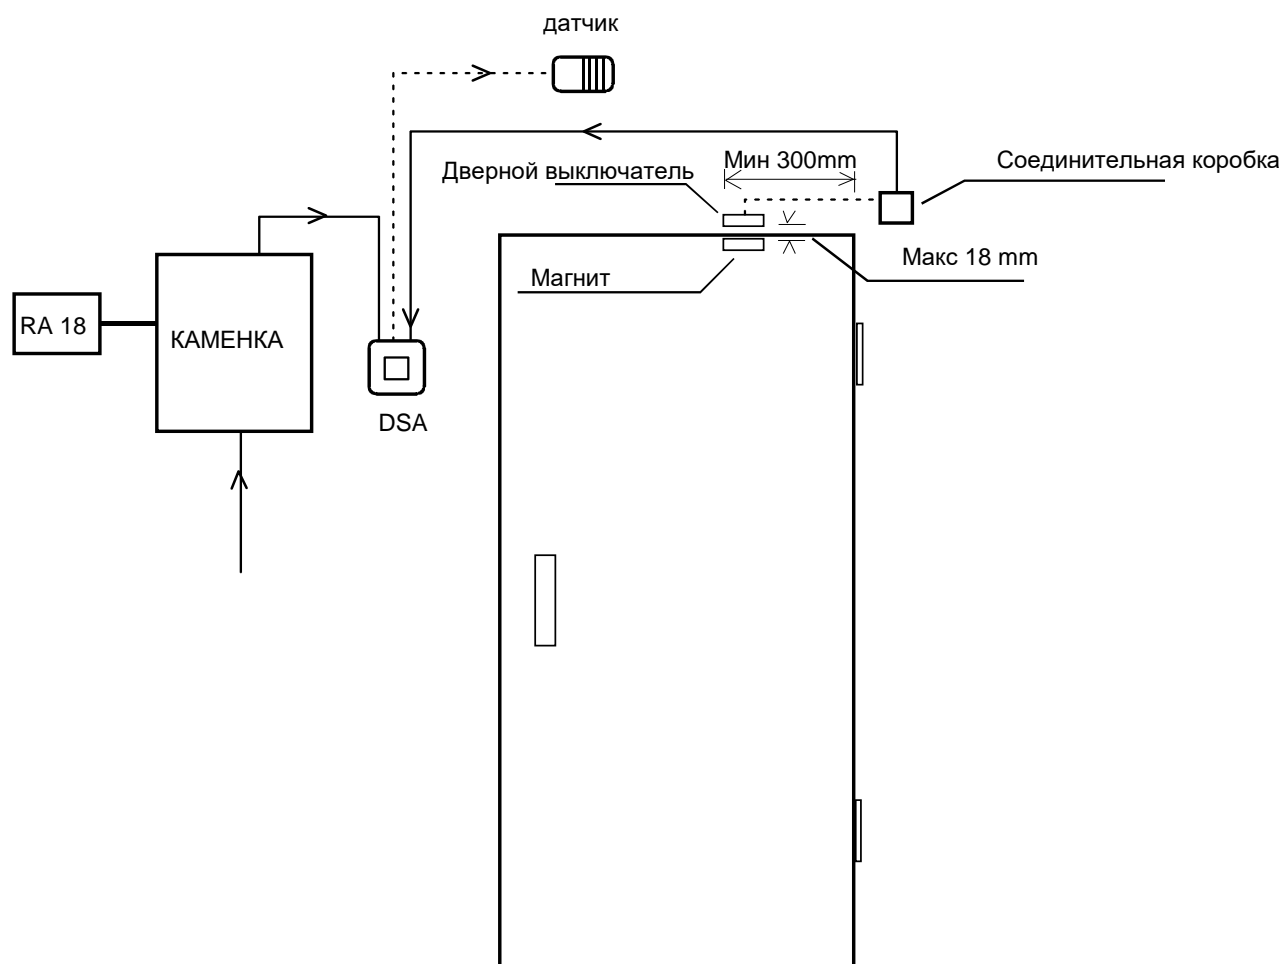 датчик
Мин 300mm
Соединительная коробка
Дверной выключатель
Макс 18 mm
Магнит
RA 18
КАМЕНКА
DSA